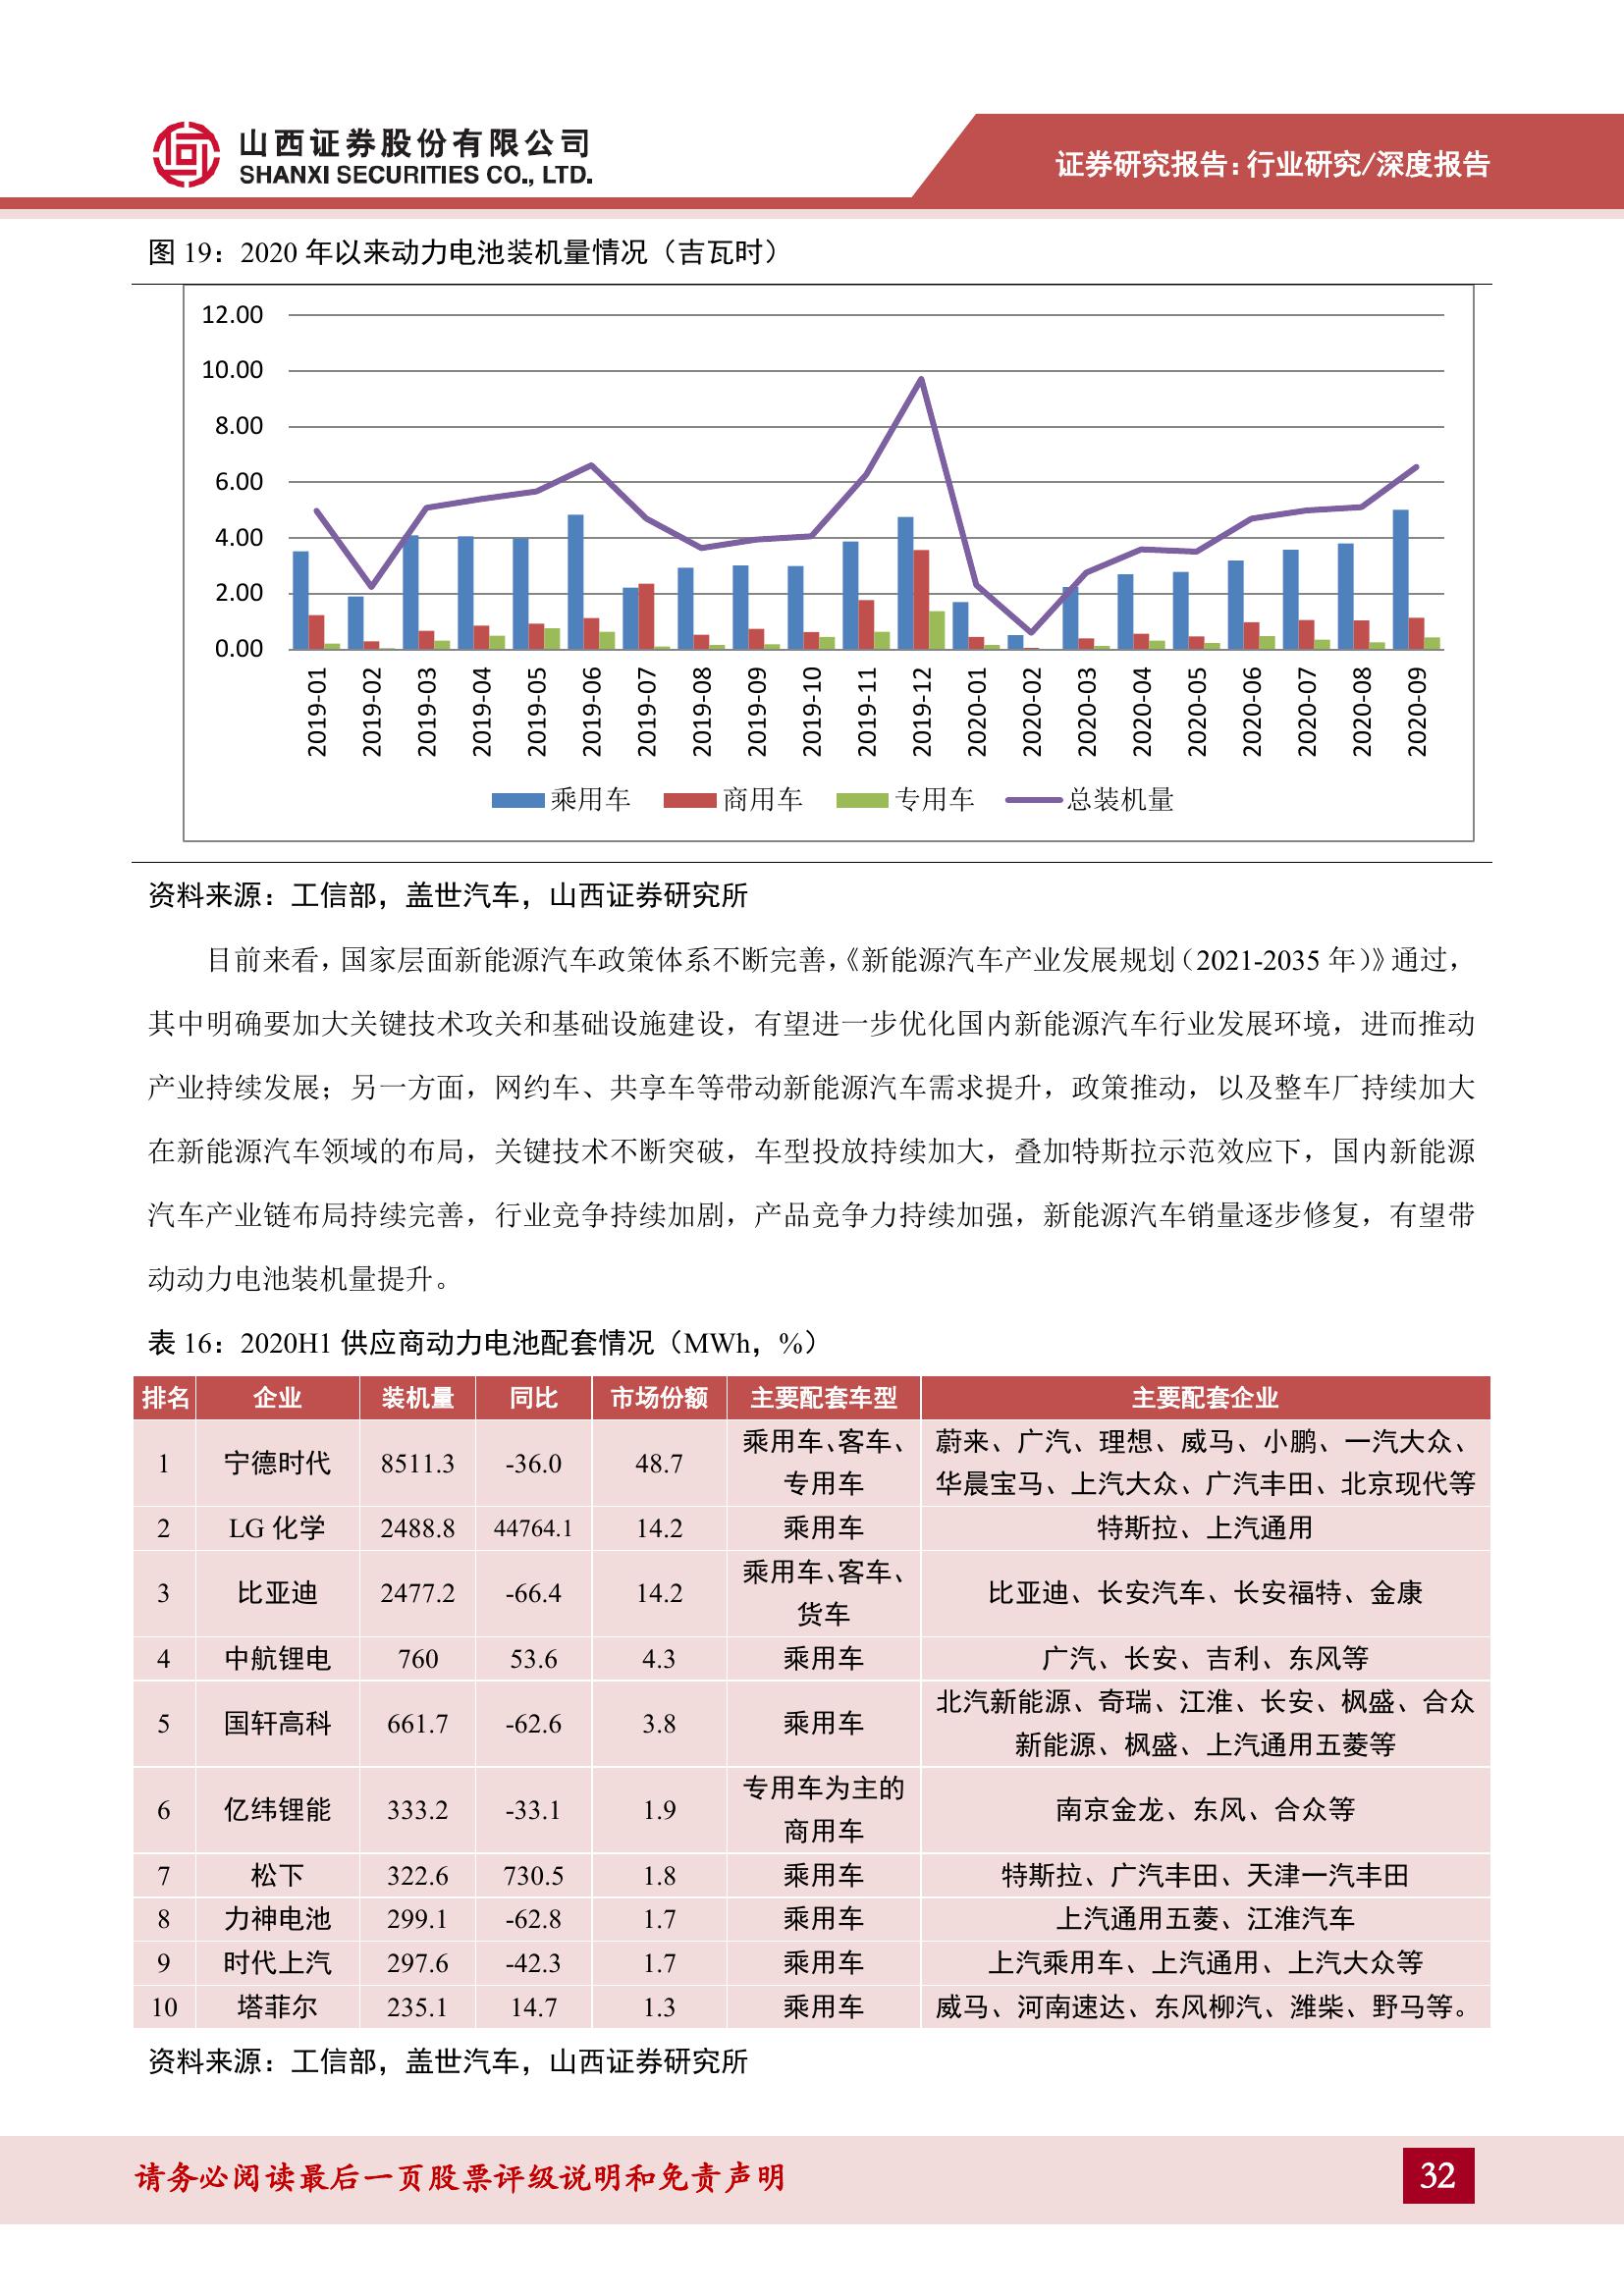 山西证券股份有限公司
SHANXI SECURITIES CO., LTD.
证券研究报告：行业研究/深度报告
图 19：2020 年以来动力电池装机量情况（吉瓦时）
12.00
10.00
8.00
6.00
4.00
2.00
0.00
2019-01 2019-02 2019-03 2019-04 2019-05 2019-06 2019-07 2019-08 2019-09 2019-10 2019-11 2019-12 2020-01 2020-02 2020-03 2020-04 2020-05 2020-06 2020-07 2020-08 2020-09
乘用车 商用车 专用车 总装机量
资料来源：工信部，盖世汽车，山西证券研究所
目前来看，国家层面新能源汽车政策体系不断完善，《新能源汽车产业发展规划（2021-2035 年）》通过，
其中明确要加大关键技术攻关和基础设施建设，有望进一步优化国内新能源汽车行业发展环境，进而推动
产业持续发展；另一方面，网约车、共享车等带动新能源汽车需求提升，政策推动，以及整车厂持续加大
在新能源汽车领域的布局，关键技术不断突破，车型投放持续加大，叠加特斯拉示范效应下，国内新能源
汽车产业链布局持续完善，行业竞争持续加剧，产品竞争力持续加强，新能源汽车销量逐步修复，有望带
动动力电池装机量提升。
表 16：2020H1 供应商动力电池配套情况（MWh，%）
排名 企业 装机量 同比 市场份额 主要配套车型 主要配套企业
1 宁德时代 8511.3 -36.0 48.7 乘用车、客车、专用车 蔚来、广汽、理想、威马、小鹏、一汽大众、
华晨宝马、上汽大众、广汽丰田、北京现代等
2 LG 化学 2488.8 44764.1 14.2 乘用车 特斯拉、上汽通用
3 比亚迪 2477.2 -66.4 14.2 乘用车、客车、货车 比亚迪、长安汽车、长安福特、金康
4 中航锂电 760 53.6 4.3 乘用车 广汽、长安、吉利、东风等
5 国轩高科 661.7 -62.6 3.8 乘用车 北汽新能源、奇瑞、江淮、长安、枫盛、合众
新能源、枫盛、上汽通用五菱等
6 亿纬锂能 333.2 -33.1 1.9 专用车为主的商用车 南京金龙、东风、合众等
7 松下 322.6 730.5 1.8 乘用车 特斯拉、广汽丰田、天津一汽丰田
8 力神电池 299.1 -62.8 1.7 乘用车 上汽通用五菱、江淮汽车
9 时代上汽 297.6 -42.3 1.7 乘用车 上汽乘用车、上汽通用、上汽大众等
10 塔菲尔 235.1 14.7 1.3 乘用车 威马、河南速达、东风柳汽、潍柴、野马等。
资料来源：工信部，盖世汽车，山西证券研究所
请务必阅读最后一页股票评级说明和免责声明
32